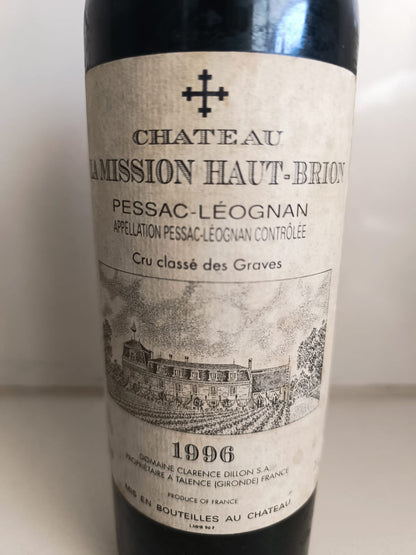 CHATEAU
LA MISSION HAUT-BRION
PESSAC-LÉOGNAN
APPELLATION PESSAC-LÉOGNAN CONTRÔLÉE
Cru classé des Graves
1996
DOMAINE CLARENCE DILLON S.A.
PROPRIÉTAIRE A TALENCE (GIRONDE) FRANCE
PRODUCE OF FRANCE
MIS EN BOUTEILLES AU CHATEAU